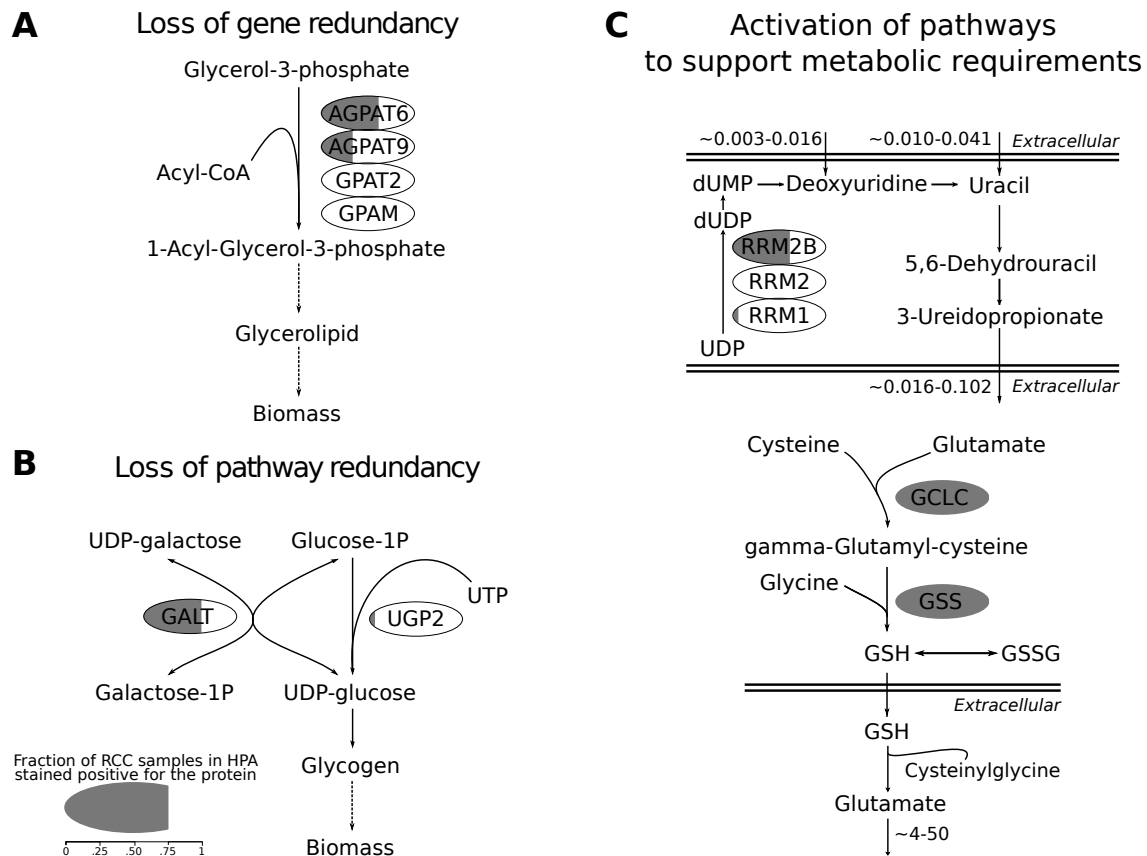 A
Loss of gene redundancy
Glycerol-3-phosphate
AGPAT6
AGPAT9
Acyl-CoA
GPAT2
GPAM
1-Acyl-Glycerol-3-phosphate
Glycerolipid
Biomass
B
Loss of pathway redundancy
UDP-galactose
Glucose-1P
UTP
GALT
UGP2
Galactose-1P
UDP-glucose
Glycogen
Biomass
Fraction of RCC samples in HPA
stained positive for the protein
0 .25 .50 .75 1
C
Activation of pathways
to support metabolic requirements
~0.003-0.016
~0.010-0.041
Extracellular
dUMP
Deoxyuridine
Uracil
dUDP
RRM2B
RRM2
RRM1
UDP
5,6-Dehydrouracil
3-Ureidopropionate
~0.016-0.102
Extracellular
Cysteine
Glutamate
GCLC
gamma-Glutamyl-cysteine
Glycine
GSS
GSH
GSSG
Extracellular
GSH
Cysteinylglycine
Glutamate
~4-50